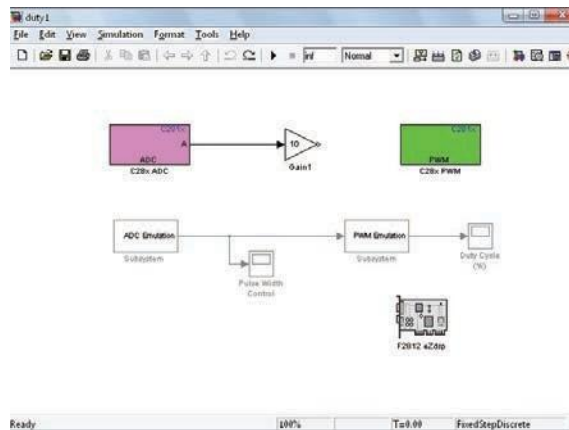 duty1
File Edit View Simulation Format Tools Help
inf Normal
C281x
A
ADC
C28x ADC
10
Gain1
C281x
PWM
C28x PWM
ADC Emulation
Subsystem
Pulse Width
Control
PWM Emulation
Subsystem
Duty Cycle
(%)
F2812 eZdsp
Ready 100% T=0.00 FixedStepDiscrete